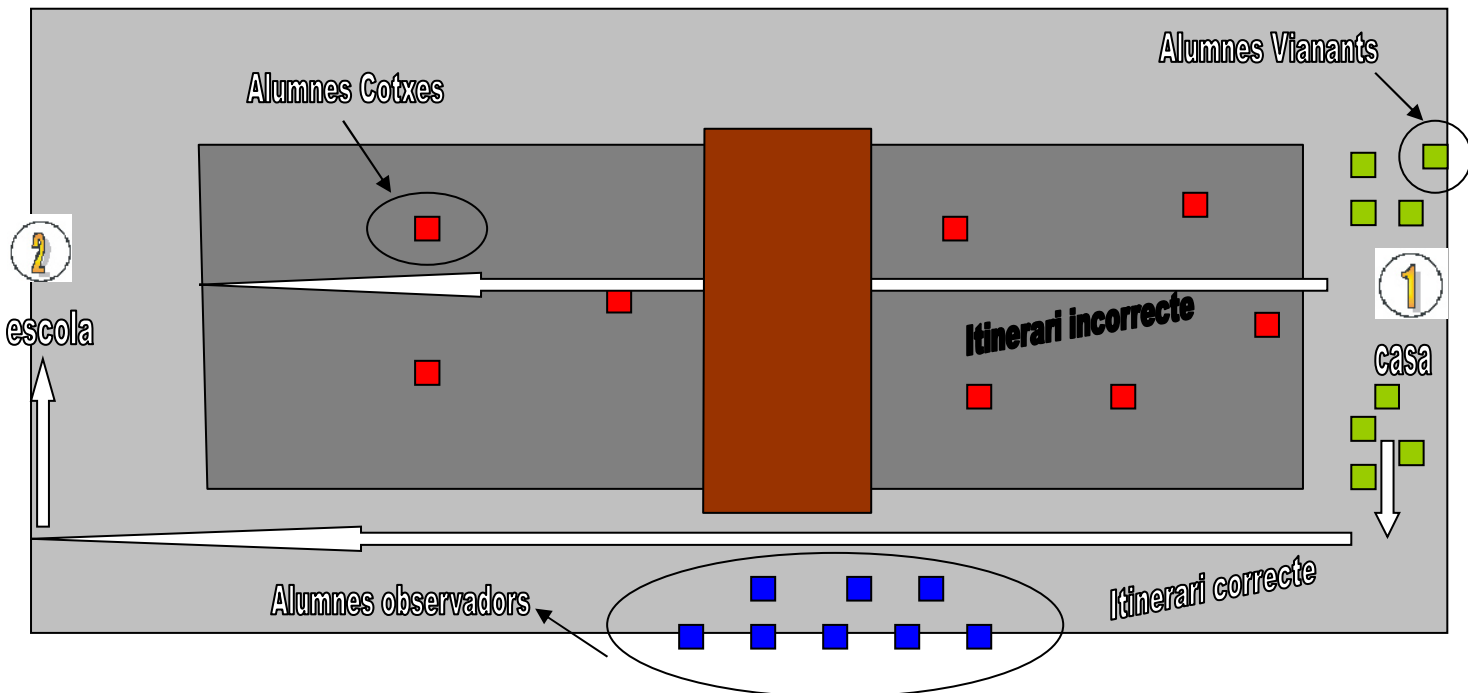 Alumnes Vianants
Alumnes Cotxes
2
1
escola
Itinerari incorrecte
casa
Itinerari correcte
Alumnes observadors